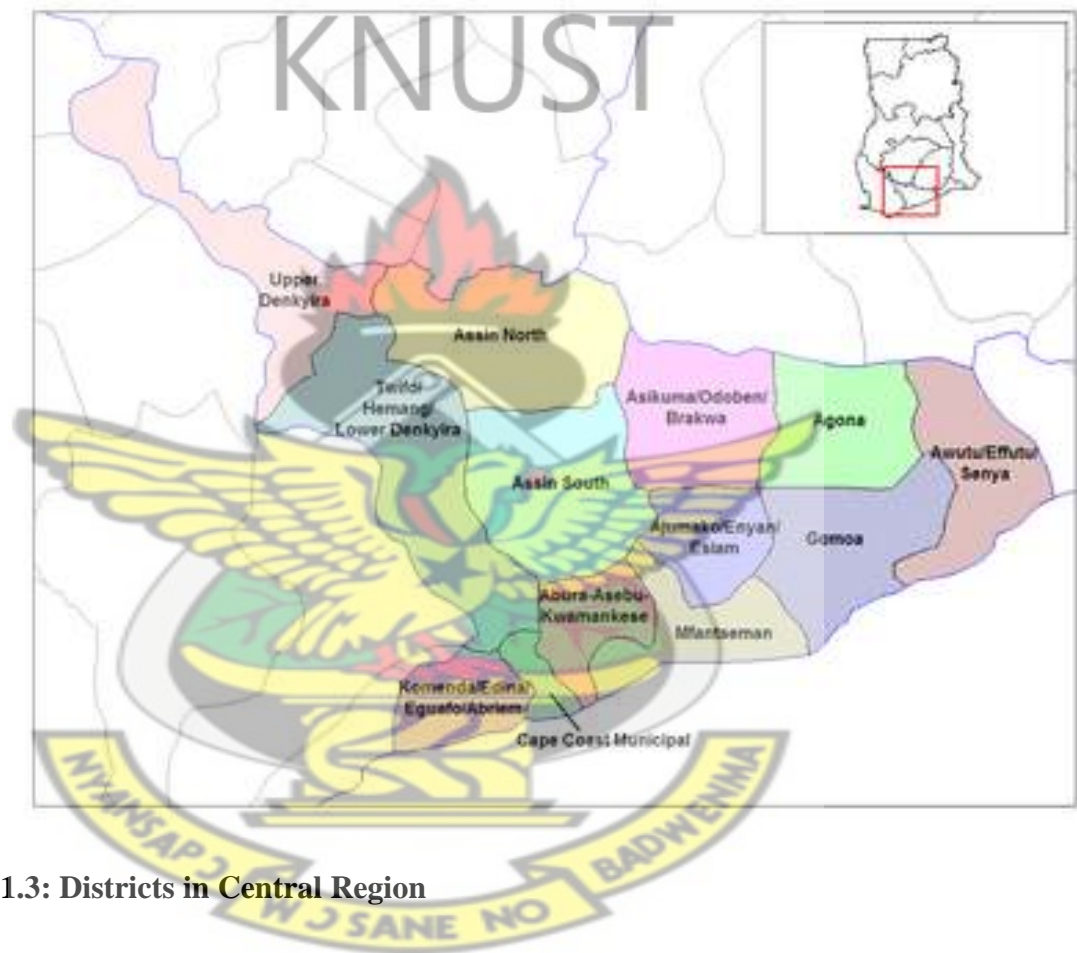 KNUST
Upper
Denkyira
Assin North
Twifo/
Hemang/
Lower Denkyira
Asikuma/Odoben/
Brakwa
Agona
Awutu/Effutu/
Senya
Assin South
Ajumako/Enyan/
Esiam
Gomoa
Abura-Asebu-
Kwamankese
Mfantseman
Komenda/Edina/
Eguafo/Abriem
Cape Coast Municipal
NYANSAPƆ
WƆSANE NO
BADWENMA
1.3: Districts in Central Region